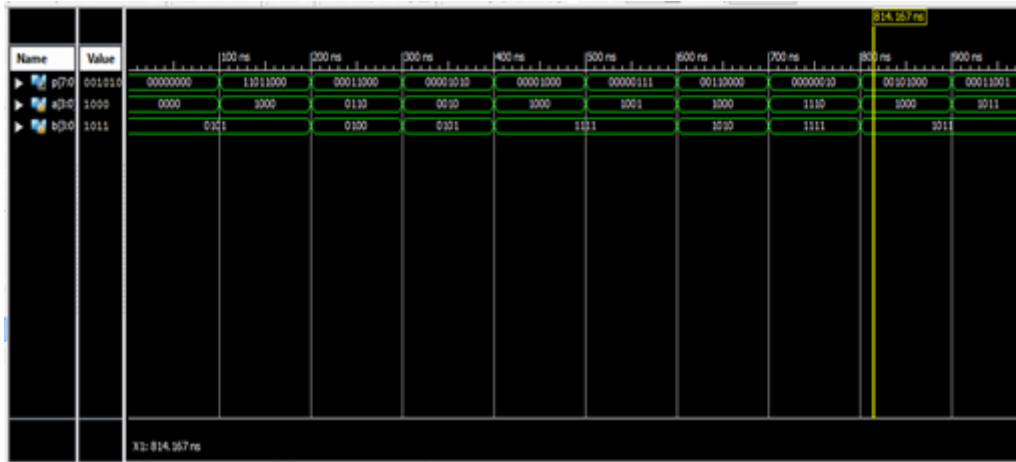 814.167 ns
Name Value 100 ns 200 ns 300 ns 400 ns 500 ns 600 ns 700 ns 800 ns 900 ns
p[7:0] 001010 00000000 11011000 00011000 00001010 00001000 00000111 00110000 00000010 00101000 00011001
a[3:0] 1000 0000 1000 0110 0010 1000 1001 1000 1110 1000 1011
b[3:0] 1011 0101 0100 0101 1111 1010 1111 1011
X1: 814.167 ns